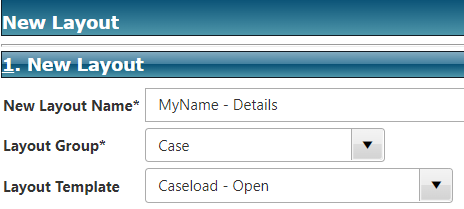 New Layout
1. New Layout
New Layout Name* MyName - Details
Layout Group* Case
Layout Template Caseload - Open